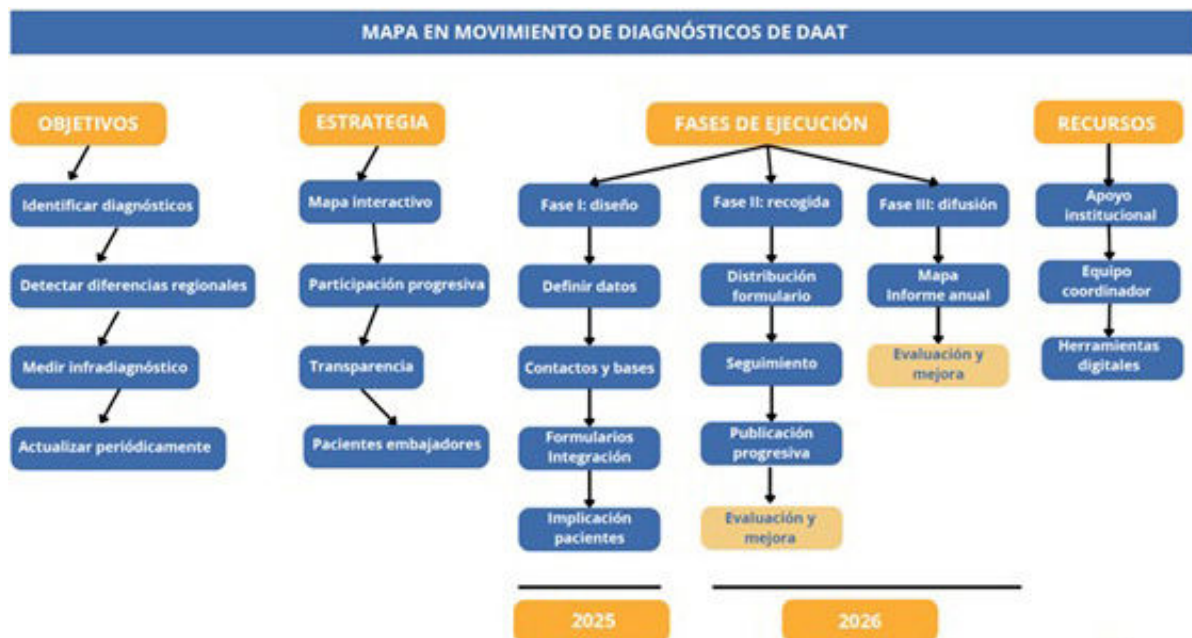 MAPA EN MOVIMIENTO DE DIAGNÓSTICOS DE DAAT
OBJETIVOS
Identificar diagnósticos
Detectar diferencias regionales
Medir infradiagnóstico
Actualizar periódicamente
ESTRATEGIA
Mapa interactivo
Participación progresiva
Transparencia
Pacientes embajadores
FASES DE EJECUCIÓN
Fase I: diseño
Definir datos
Contactos y bases
Formularios
Integración
Implicación
pacientes
Fase II: recogida
Distribución
formulario
Seguimiento
Publicación
progresiva
Evaluación y
mejora
Fase III: difusión
Mapa
Informe anual
Evaluación y
mejora
RECURSOS
Apoyo
institucional
Equipo
coordinador
Herramientas
digitales
2025
2026